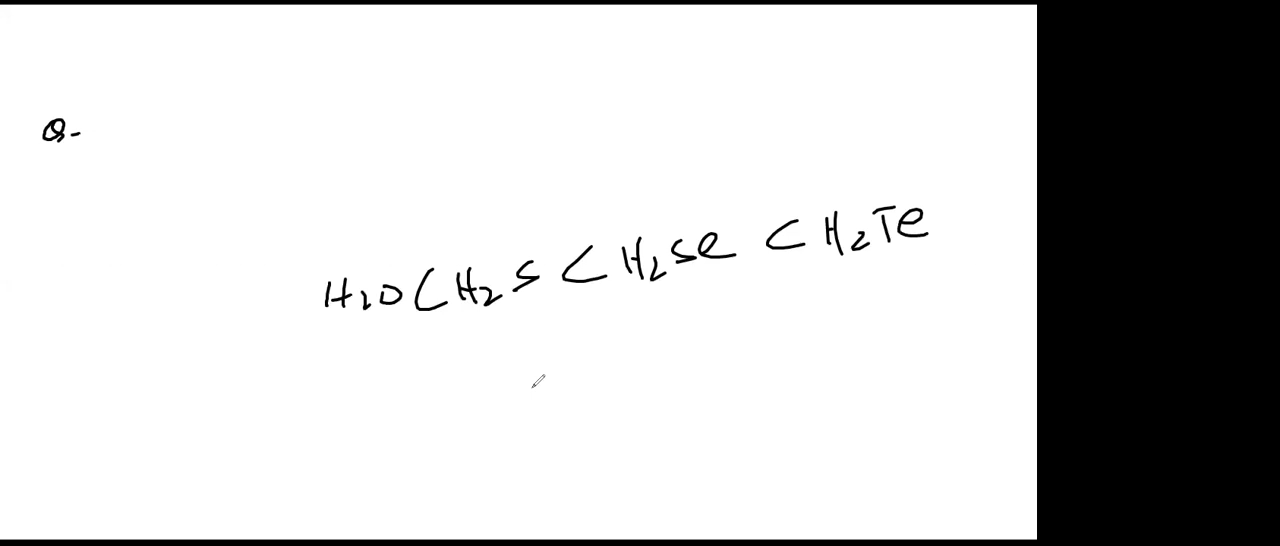 Q-
H₂O < H₂S < H₂Se < H₂Te